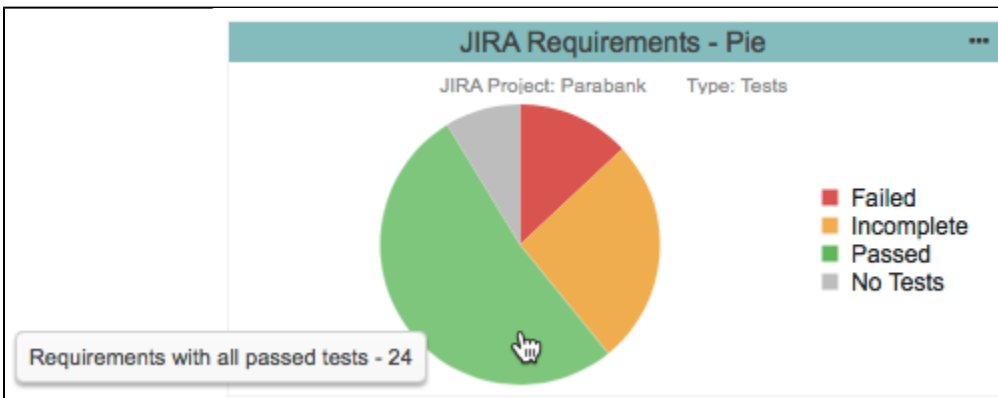 JIRA Requirements - Pie
JIRA Project: Parabank Type: Tests
Failed
Incomplete
Passed
No Tests
Requirements with all passed tests - 24